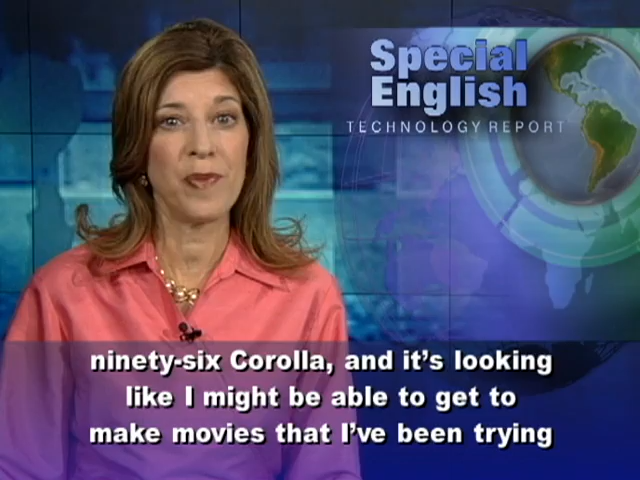 Special
English
TECHNOLOGY REPORT
ninety-six Corolla, and it's looking
like I might be able to get to
make movies that I've been trying